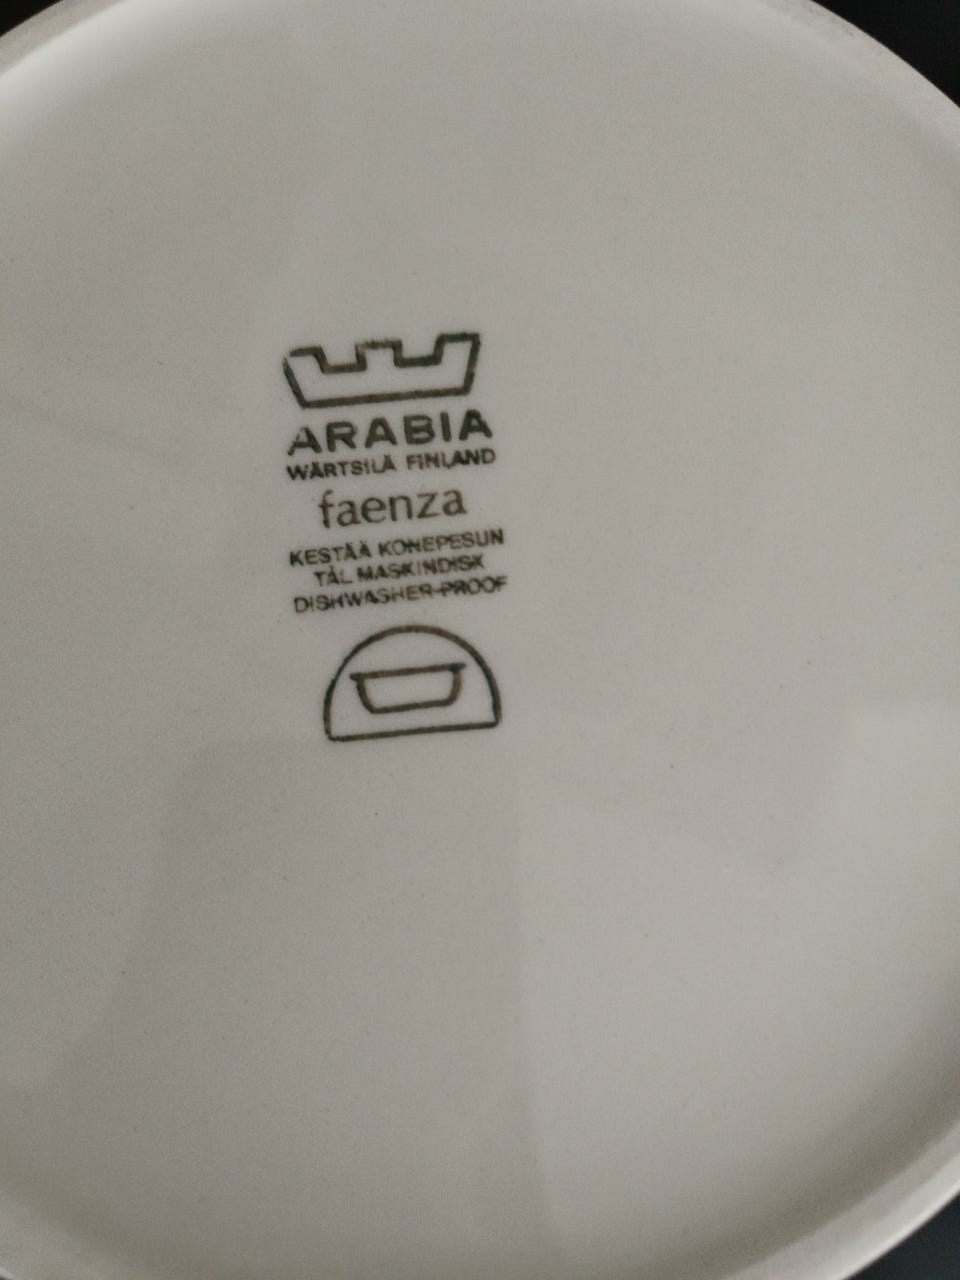 ARABIA
WÄRTSILÄ FINLAND
faenza
KESTÄÄ KONEPESUN
TÅL MASKINDISK
DISHWASHER-PROOF